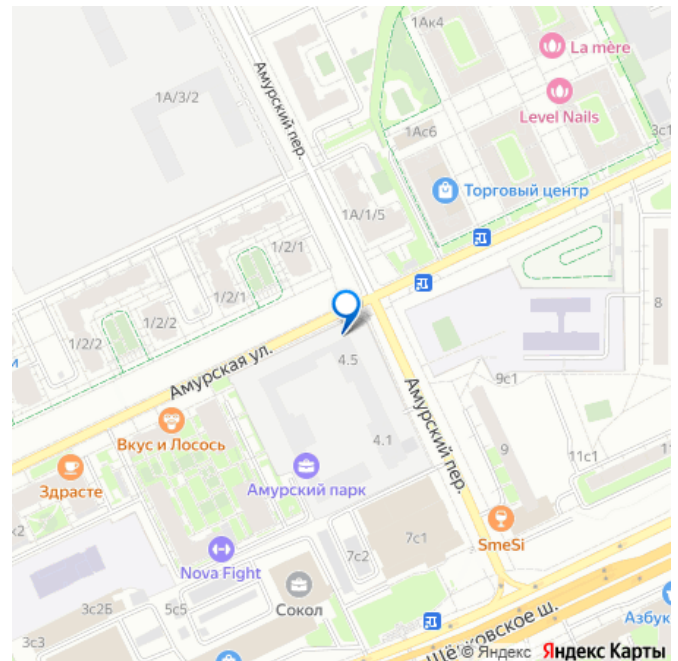 1Ак4
La mere
Амурский пер.
1А/3/2
Level Nails
1Ас6
3с1
Торговый центр
1А/1/5
1/2/1
1/2/1
1/2/2
1/2/2
и
8
4.5
Амурская ул.
9с1
Амурский пер.
Вкус и Лосось
4.1
9
11с1
Здрасте
Амурский парк
к2
SmeSi
7с1
7с2
Nova Fight
Сокол
3с2Б
5с5
Азбук
3с3
Щёлковское ш.
© Яндекс Яндекс Карты